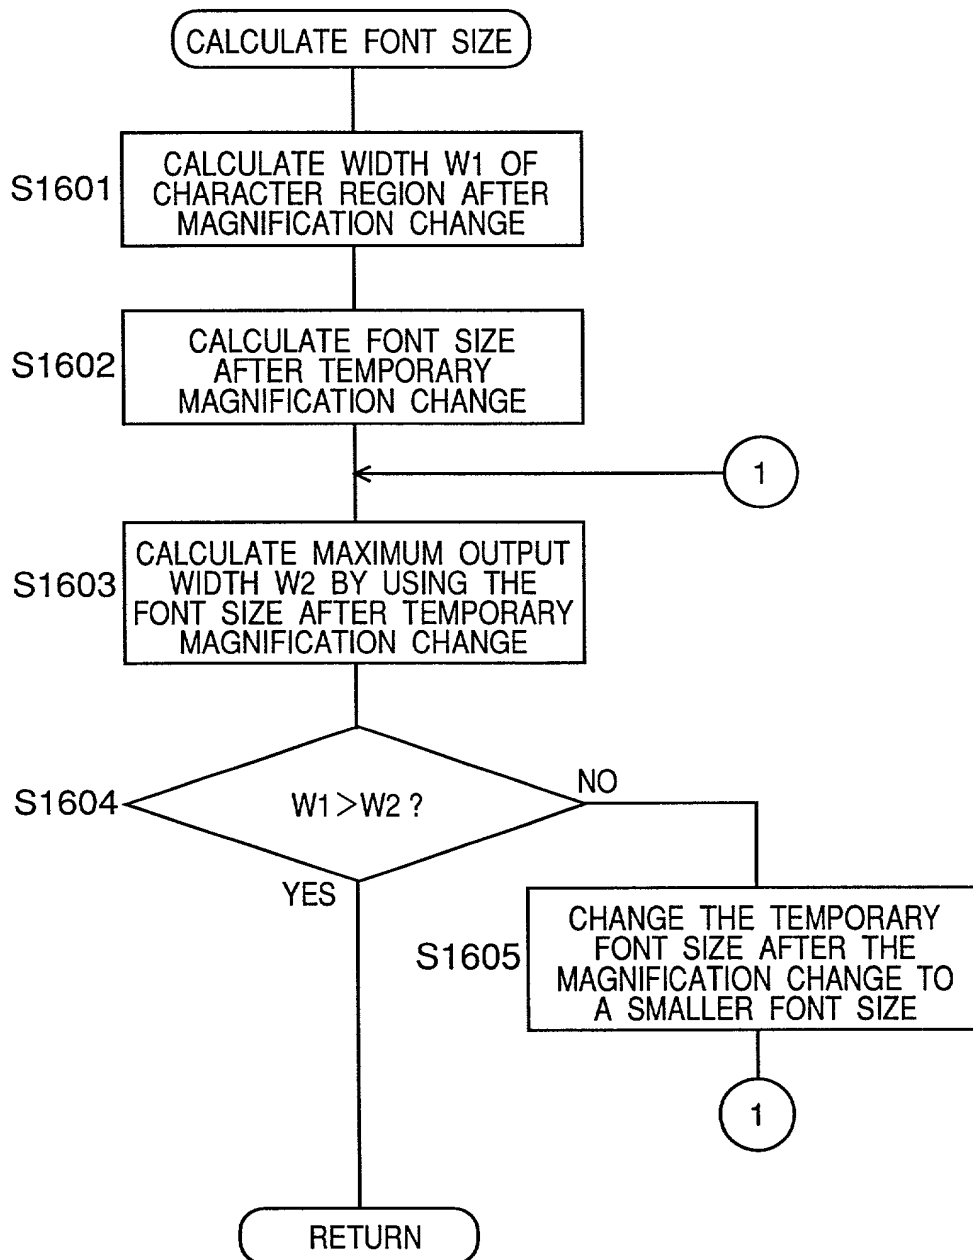 CALCULATE FONT SIZE
S1601
CALCULATE WIDTH W1 OF
CHARACTER REGION AFTER
MAGNIFICATION CHANGE
S1602
CALCULATE FONT SIZE
AFTER TEMPORARY
MAGNIFICATION CHANGE
1
S1603
CALCULATE MAXIMUM OUTPUT
WIDTH W2 BY USING THE
FONT SIZE AFTER TEMPORARY
MAGNIFICATION CHANGE
S1604
W1>W2 ?
NO
YES
S1605
CHANGE THE TEMPORARY
FONT SIZE AFTER THE
MAGNIFICATION CHANGE TO
A SMALLER FONT SIZE
1
RETURN